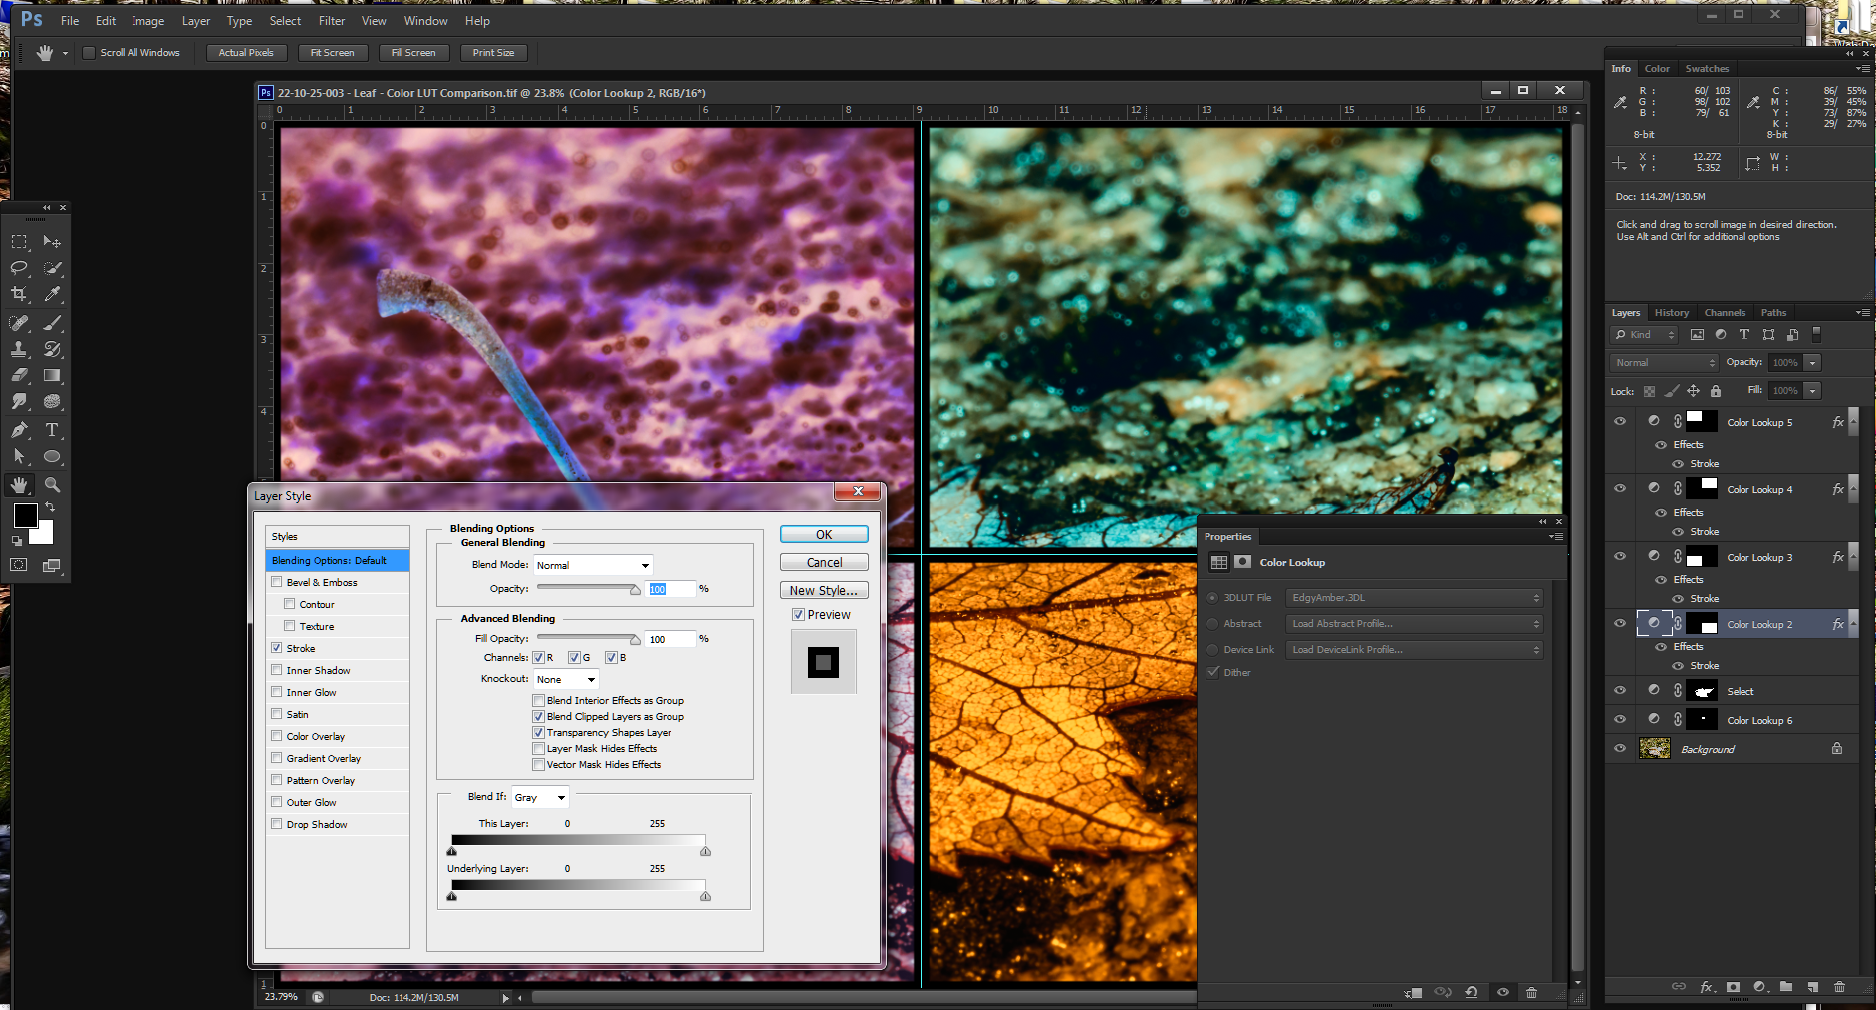 Ps File Edit Image Layer Type Select Filter View Window Help
Scroll All Windows Actual Pixels Fit Screen Fill Screen Print Size
Ps 22-10-25-003 - Leaf - Color LUT Comparison.tif @ 23.8% (Color Lookup 2, RGB/16*)
0 1 2 3 4 5 6 7 8 9 10 11 12 13 14 15 16 17 18
0
1
2
3
4
Layer Style
Styles
Blending Options: Default
Bevel & Emboss
Contour
Texture
Stroke
Inner Shadow
Inner Glow
Satin
Color Overlay
Gradient Overlay
Pattern Overlay
Outer Glow
Drop Shadow
Blending Options
General Blending
Blend Mode: Normal
Opacity: 100 %
Advanced Blending
Fill Opacity: 100 %
Channels: R G B
Knockout: None
Blend Interior Effects as Group
Blend Clipped Layers as Group
Transparency Shapes Layer
Layer Mask Hides Effects
Vector Mask Hides Effects
Blend If: Gray
This Layer: 0 255
Underlying Layer: 0 255
OK
Cancel
New Style...
Preview
1
23.79% Doc: 114.2M/130.5M
Properties
Color Lookup
3DLUT File EdgyAmber.3DL
Abstract Load Abstract Profile...
Device Link Load DeviceLink Profile...
Dither
Info Color Swatches
R : 60/ 103 C : 86/ 55%
G : 98/ 102 M : 39/ 45%
B : 79/ 61 Y : 73/ 87%
K : 29/ 27%
8-bit 8-bit
X : 12.272 W :
Y : 5.352 H :
Doc: 114.2M/130.5M
Click and drag to scroll image in desired direction.
Use Alt and Ctrl for additional options
Layers History Channels Paths
Kind
Normal Opacity: 100%
Lock: Fill: 100%
Color Lookup 5 fx
Effects
Stroke
Color Lookup 4 fx
Effects
Stroke
Color Lookup 3 fx
Effects
Stroke
Color Lookup 2 fx
Effects
Stroke
Select
Color Lookup 6
Background
fx